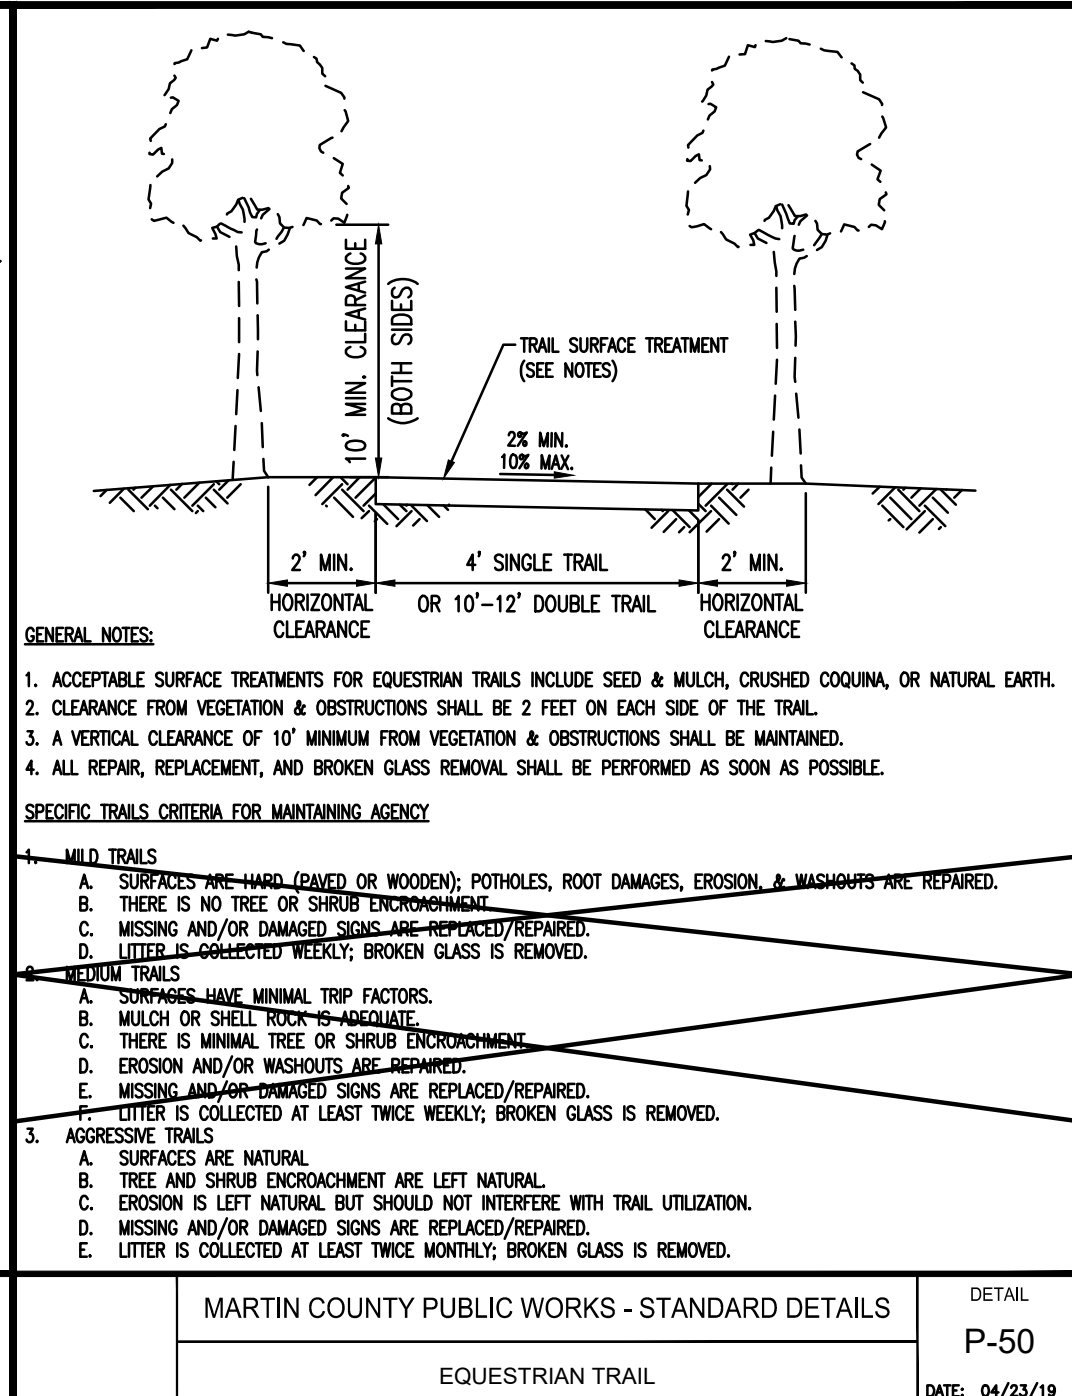 10' MIN. CLEARANCE
(BOTH SIDES)
TRAIL SURFACE TREATMENT
(SEE NOTES)
2% MIN.
10% MAX.
2' MIN.
HORIZONTAL
CLEARANCE
4' SINGLE TRAIL
OR 10'-12' DOUBLE TRAIL
2' MIN.
HORIZONTAL
CLEARANCE
GENERAL NOTES:
1. ACCEPTABLE SURFACE TREATMENTS FOR EQUESTRIAN TRAILS INCLUDE SEED & MULCH, CRUSHED COQUINA, OR NATURAL EARTH.
2. CLEARANCE FROM VEGETATION & OBSTRUCTIONS SHALL BE 2 FEET ON EACH SIDE OF THE TRAIL.
3. A VERTICAL CLEARANCE OF 10' MINIMUM FROM VEGETATION & OBSTRUCTIONS SHALL BE MAINTAINED.
4. ALL REPAIR, REPLACEMENT, AND BROKEN GLASS REMOVAL SHALL BE PERFORMED AS SOON AS POSSIBLE.
SPECIFIC TRAILS CRITERIA FOR MAINTAINING AGENCY
1. MILD TRAILS
A. SURFACES ARE HARD (PAVED OR WOODEN); POTHOLES, ROOT DAMAGES, EROSION, & WASHOUTS ARE REPAIRED.
B. THERE IS NO TREE OR SHRUB ENCROACHMENT.
C. MISSING AND/OR DAMAGED SIGNS ARE REPLACED/REPAIRED.
D. LITTER IS COLLECTED WEEKLY; BROKEN GLASS IS REMOVED.
2. MEDIUM TRAILS
A. SURFACES HAVE MINIMAL TRIP FACTORS.
B. MULCH OR SHELL ROCK IS ADEQUATE.
C. THERE IS MINIMAL TREE OR SHRUB ENCROACHMENT.
D. EROSION AND/OR WASHOUTS ARE REPAIRED.
E. MISSING AND/OR DAMAGED SIGNS ARE REPLACED/REPAIRED.
F. LITTER IS COLLECTED AT LEAST TWICE WEEKLY; BROKEN GLASS IS REMOVED.
3. AGGRESSIVE TRAILS
A. SURFACES ARE NATURAL
B. TREE AND SHRUB ENCROACHMENT ARE LEFT NATURAL.
C. EROSION IS LEFT NATURAL BUT SHOULD NOT INTERFERE WITH TRAIL UTILIZATION.
D. MISSING AND/OR DAMAGED SIGNS ARE REPLACED/REPAIRED.
E. LITTER IS COLLECTED AT LEAST TWICE MONTHLY; BROKEN GLASS IS REMOVED.
MARTIN COUNTY PUBLIC WORKS - STANDARD DETAILS
EQUESTRIAN TRAIL
DETAIL
P-50
DATE: 04/23/19